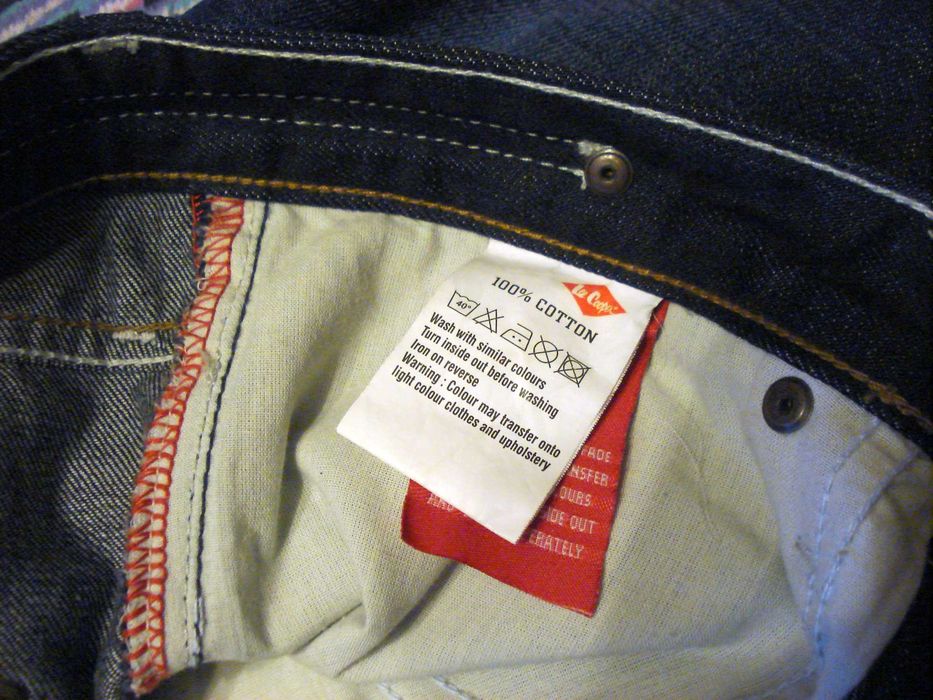 Lee Cooper
100% COTTON
40°
Wash with similar colours
Turn inside out before washing
Iron on reverse
Warning : Colour may transfer onto
light colour clothes and upholstery
FADE
NSFER
OURS
IDE OUT
RATELY